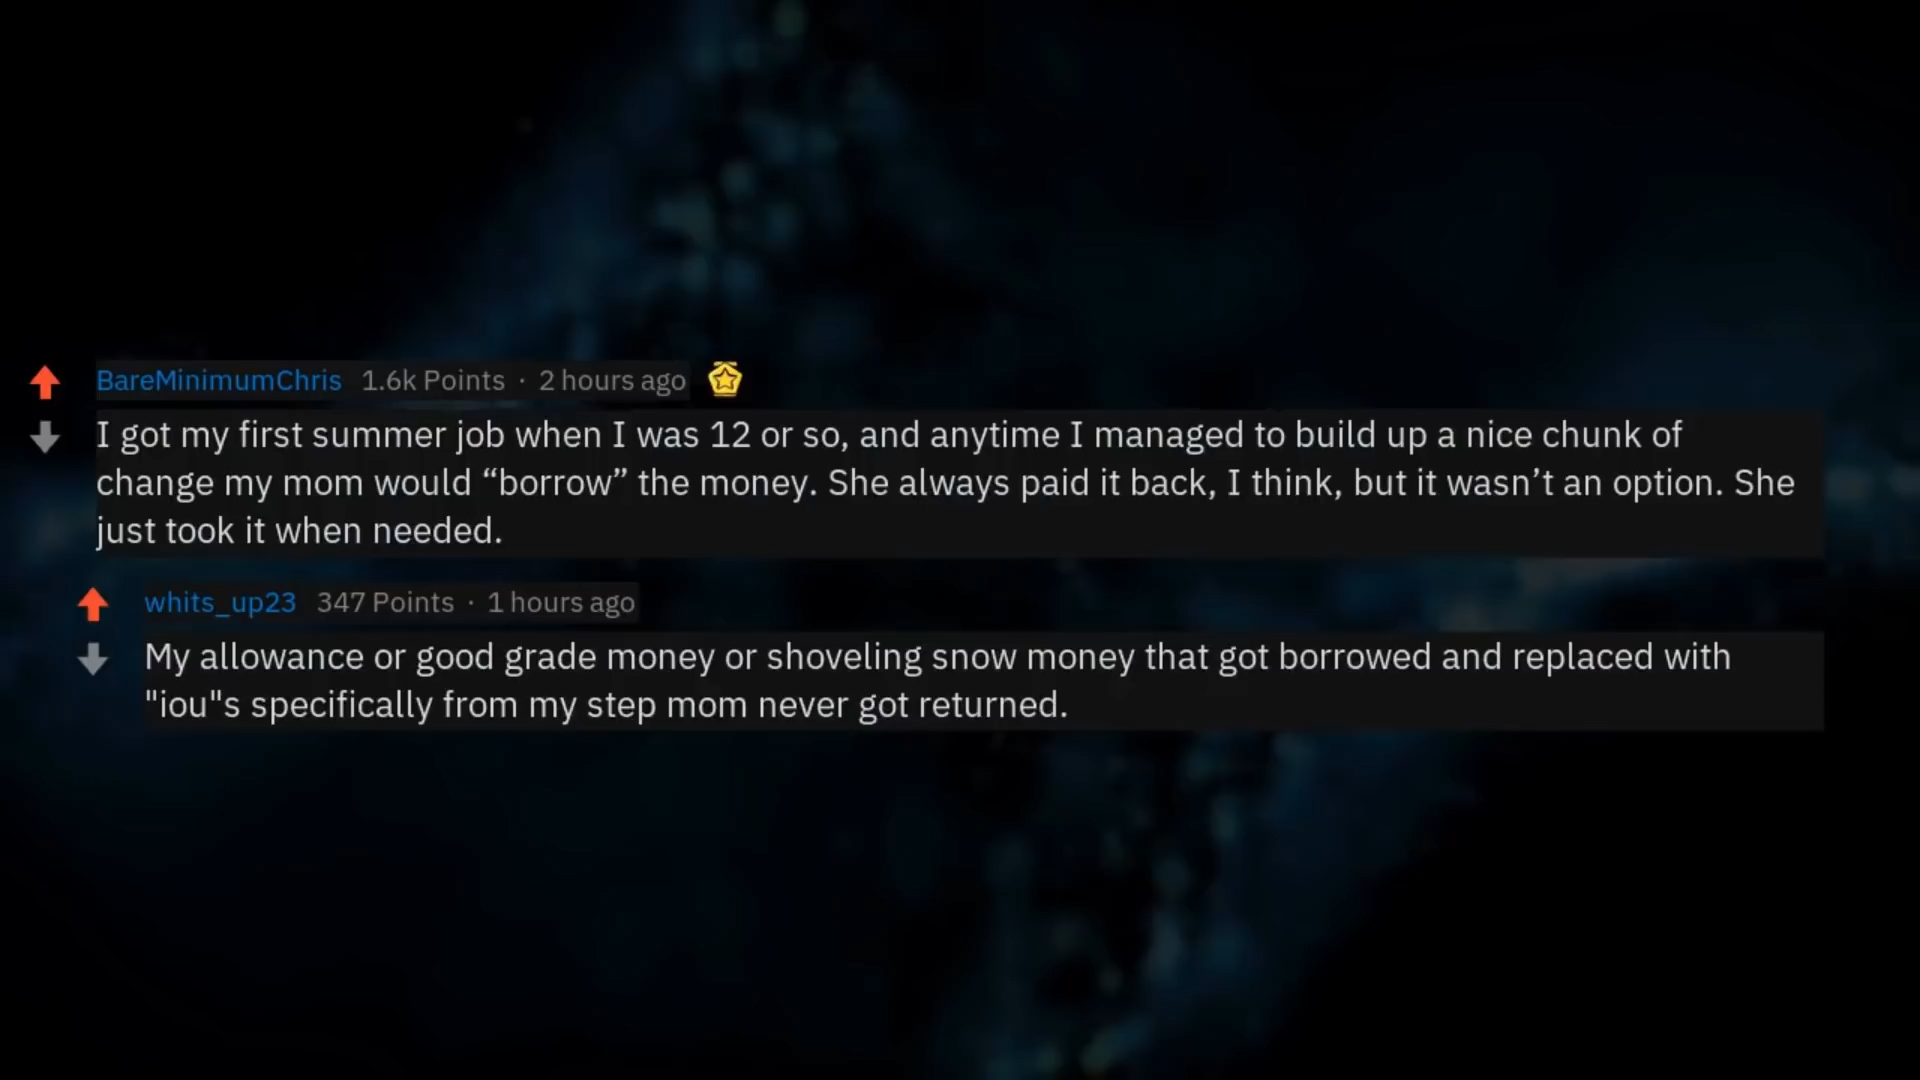 BareMinimumChris 1.6k Points · 2 hours ago
I got my first summer job when I was 12 or so, and anytime I managed to build up a nice chunk of
change my mom would “borrow” the money. She always paid it back, I think, but it wasn’t an option. She
just took it when needed.
whits_up23 347 Points · 1 hours ago
My allowance or good grade money or shoveling snow money that got borrowed and replaced with
"iou"s specifically from my step mom never got returned.